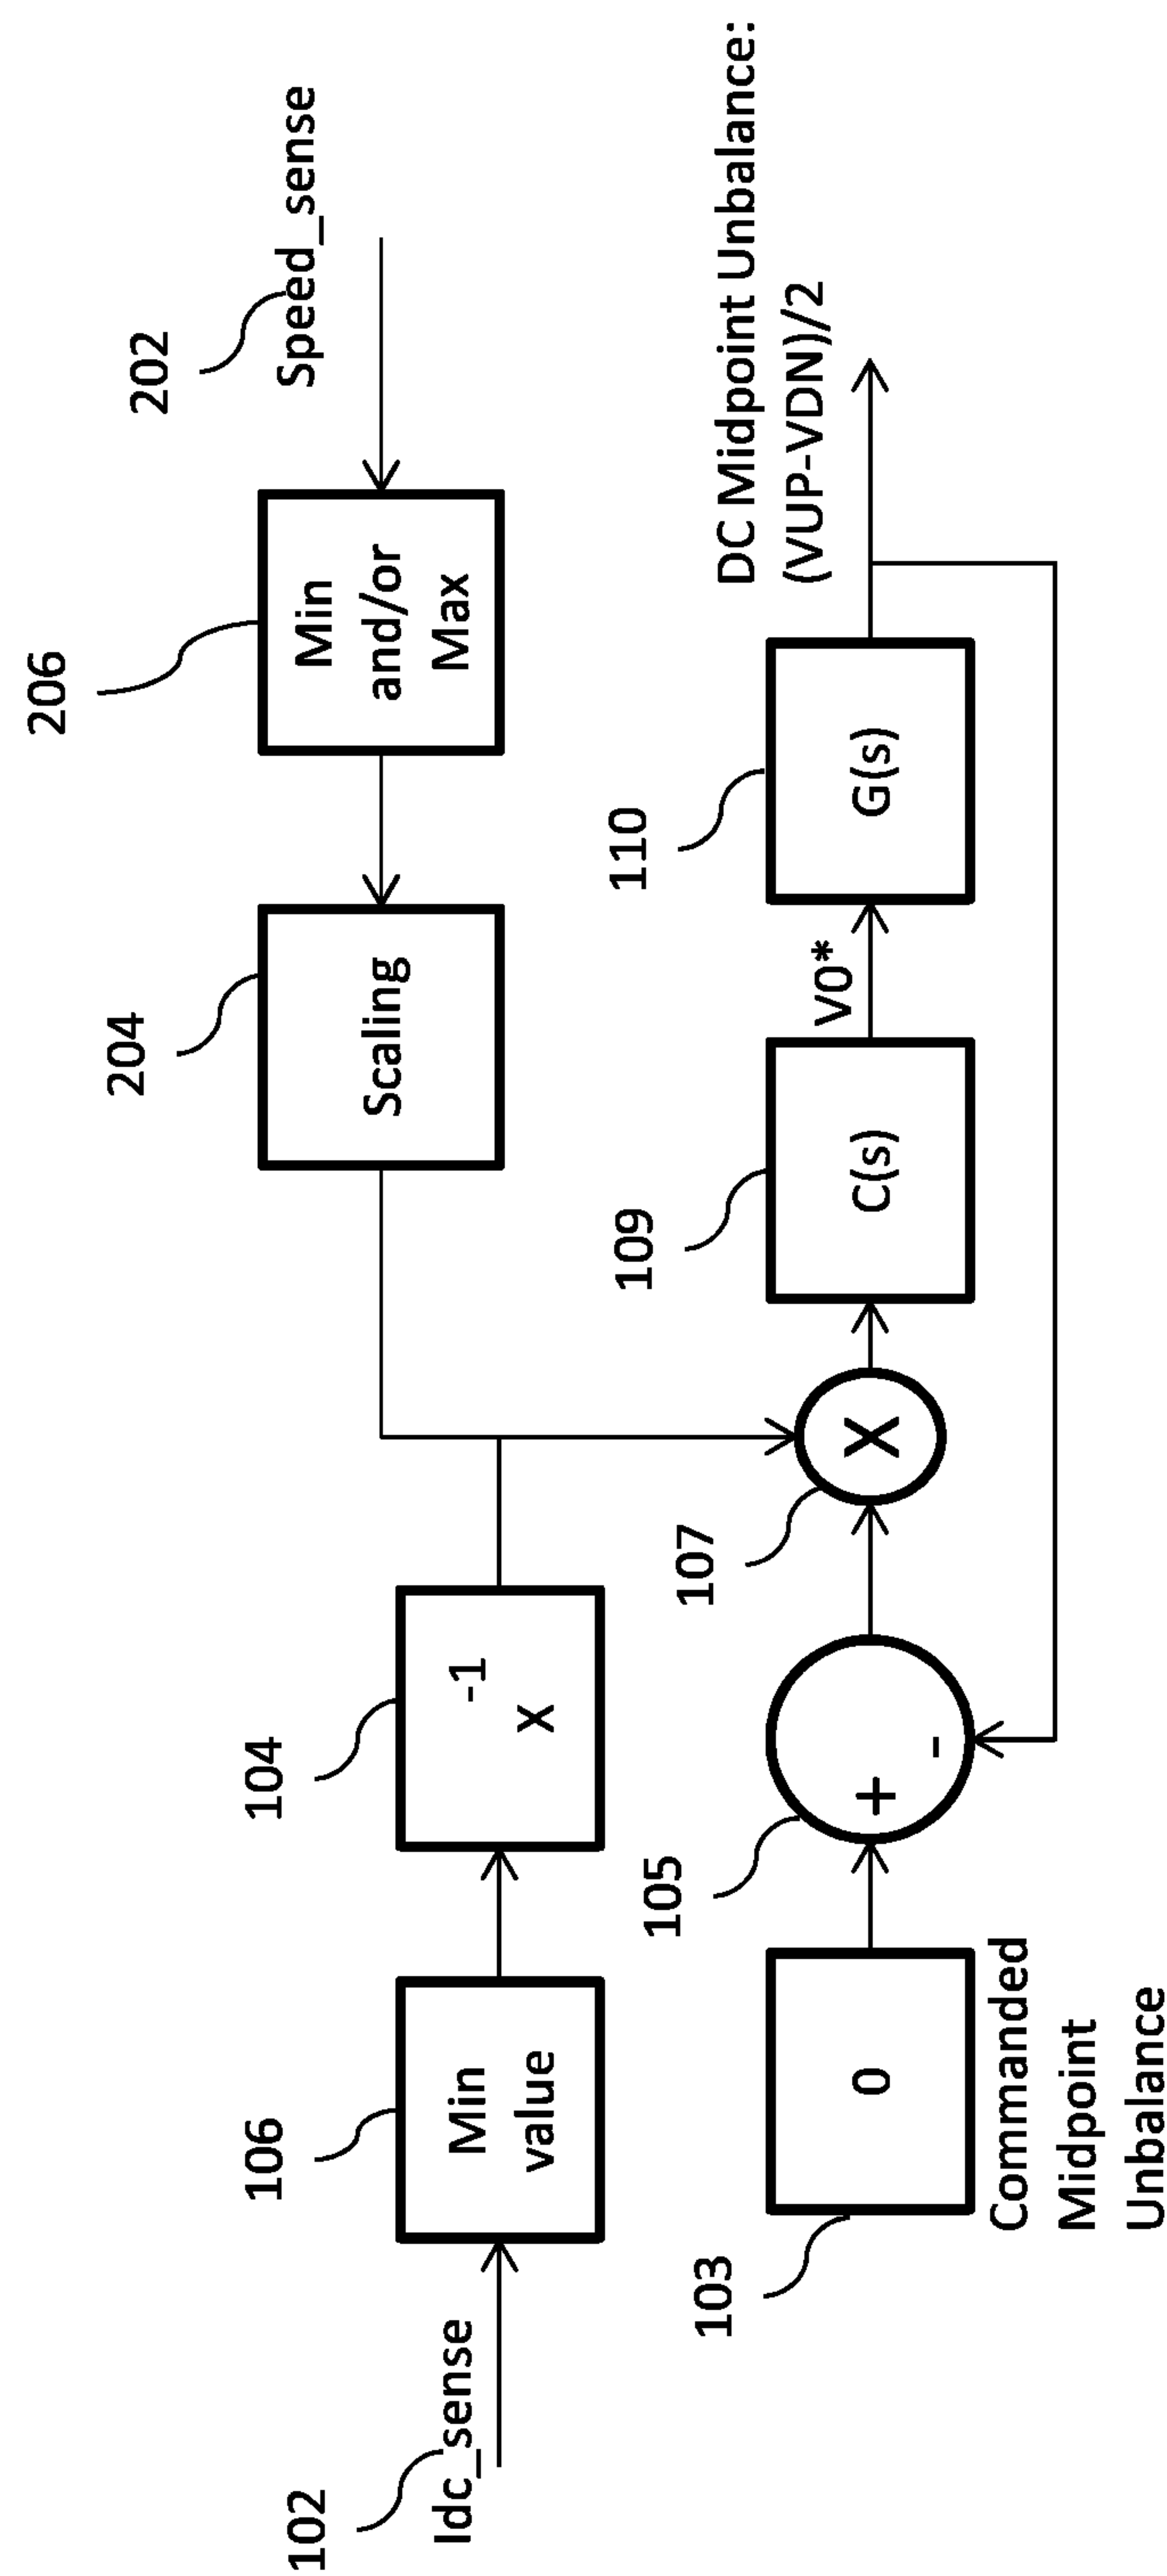 206
202
Speed_sense
Min
and/or
Max
204
Scaling
104
x
-1
106
Min
value
102
Idc_sense
DC Midpoint Unbalance:
(VUP-VDN)/2
110
G(s)
V0*
109
C(s)
107
X
105
+
-
103
0
Commanded
Midpoint
Unbalance